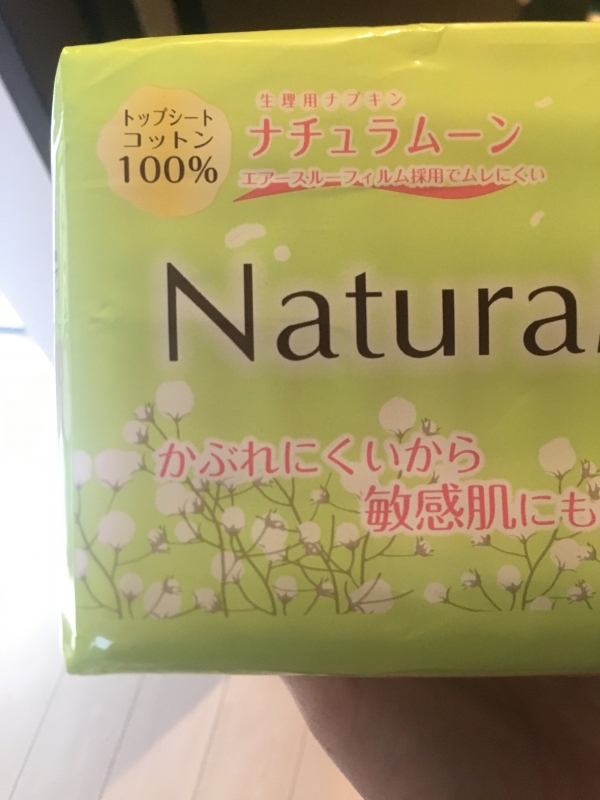 トップシート
コットン
100%
生理用ナプキン
ナチュラムーン
エアースルーフィルム採用でムレにくい
Natura
かぶれにくいから
敏感肌にも